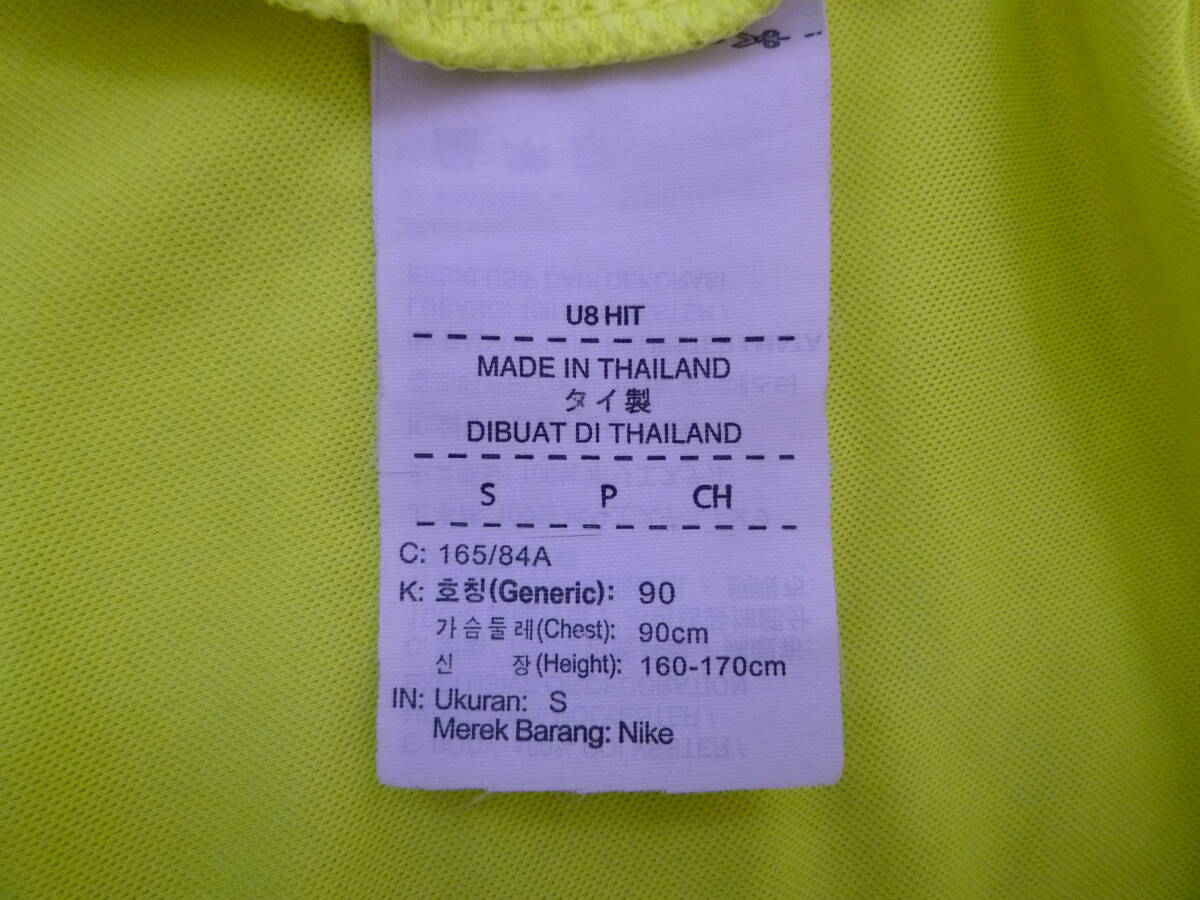 U8 HIT
MADE IN THAILAND
タイ製
DIBUAT DI THAILAND
S P CH
C: 165/84A
K: 호칭(Generic): 90
가슴둘레(Chest): 90cm
신 장(Height): 160-170cm
IN: Ukuran: S
Merek Barang: Nike